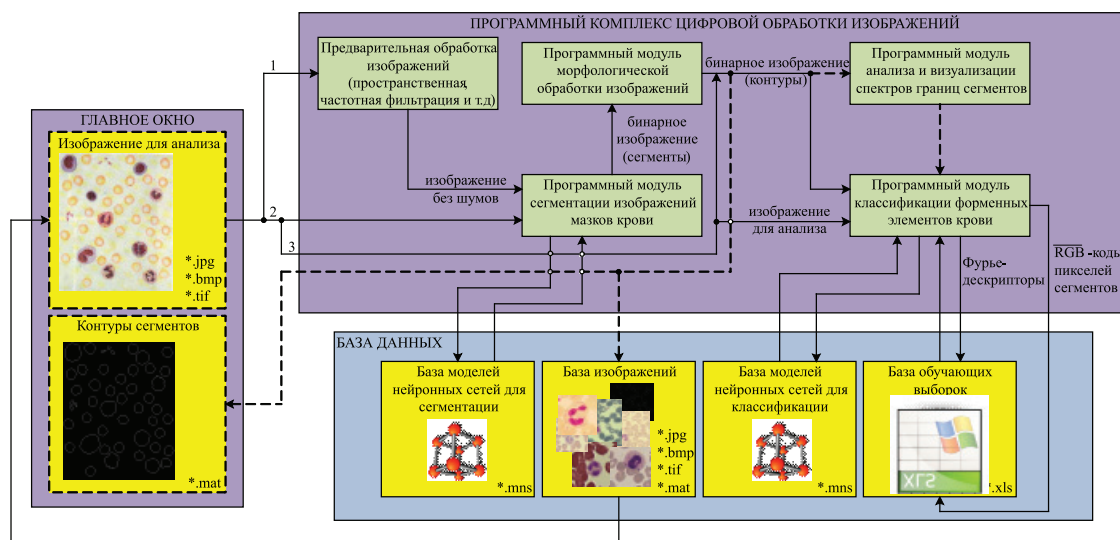 ПРОГРАММНЫЙ КОМПЛЕКС ЦИФРОВОЙ ОБРАБОТКИ ИЗОБРАЖЕНИЙ
Предварительная обработка
изображений
(пространственная,
частотная фильтрация и т.д)
Программный модуль
морфологической
обработки изображений
бинарное изображение
(контуры)
Программный модуль
анализа и визуализации
спектров границ сегментов
1
2
3
ГЛАВНОЕ ОКНО
Изображение для анализа
*.jpg
*.bmp
*.tif
Контуры сегментов
*.mat
бинарное
изображение
(сегменты)
изображение
без шумов
Программный модуль
сегментации изображений
мазков крови
изображение
для анализа
Программный модуль
классификации форменных
элементов крови
Фурье-
дескрипторы
RGB -коды
пикселей
сегментов
БАЗА ДАННЫХ
База моделей
нейронных сетей для
сегментации
*.mns
База изображений
*.jpg
*.bmp
*.tif
*.mat
База моделей
нейронных сетей для
классификации
*.mns
База обучающих
выборок
XLS
*.xls